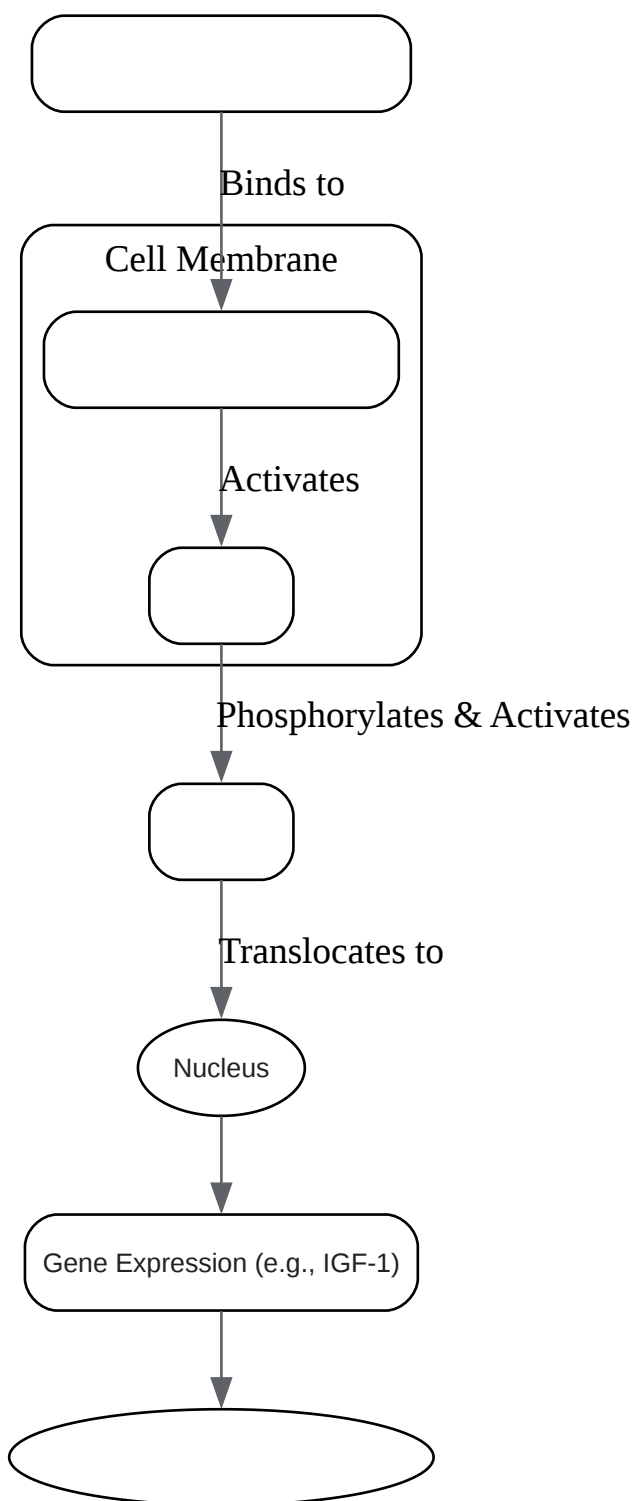 Binds to
Cell Membrane
Activates
Phosphorylates & Activates
Translocates to
Nucleus
Gene Expression (e.g., IGF-1)